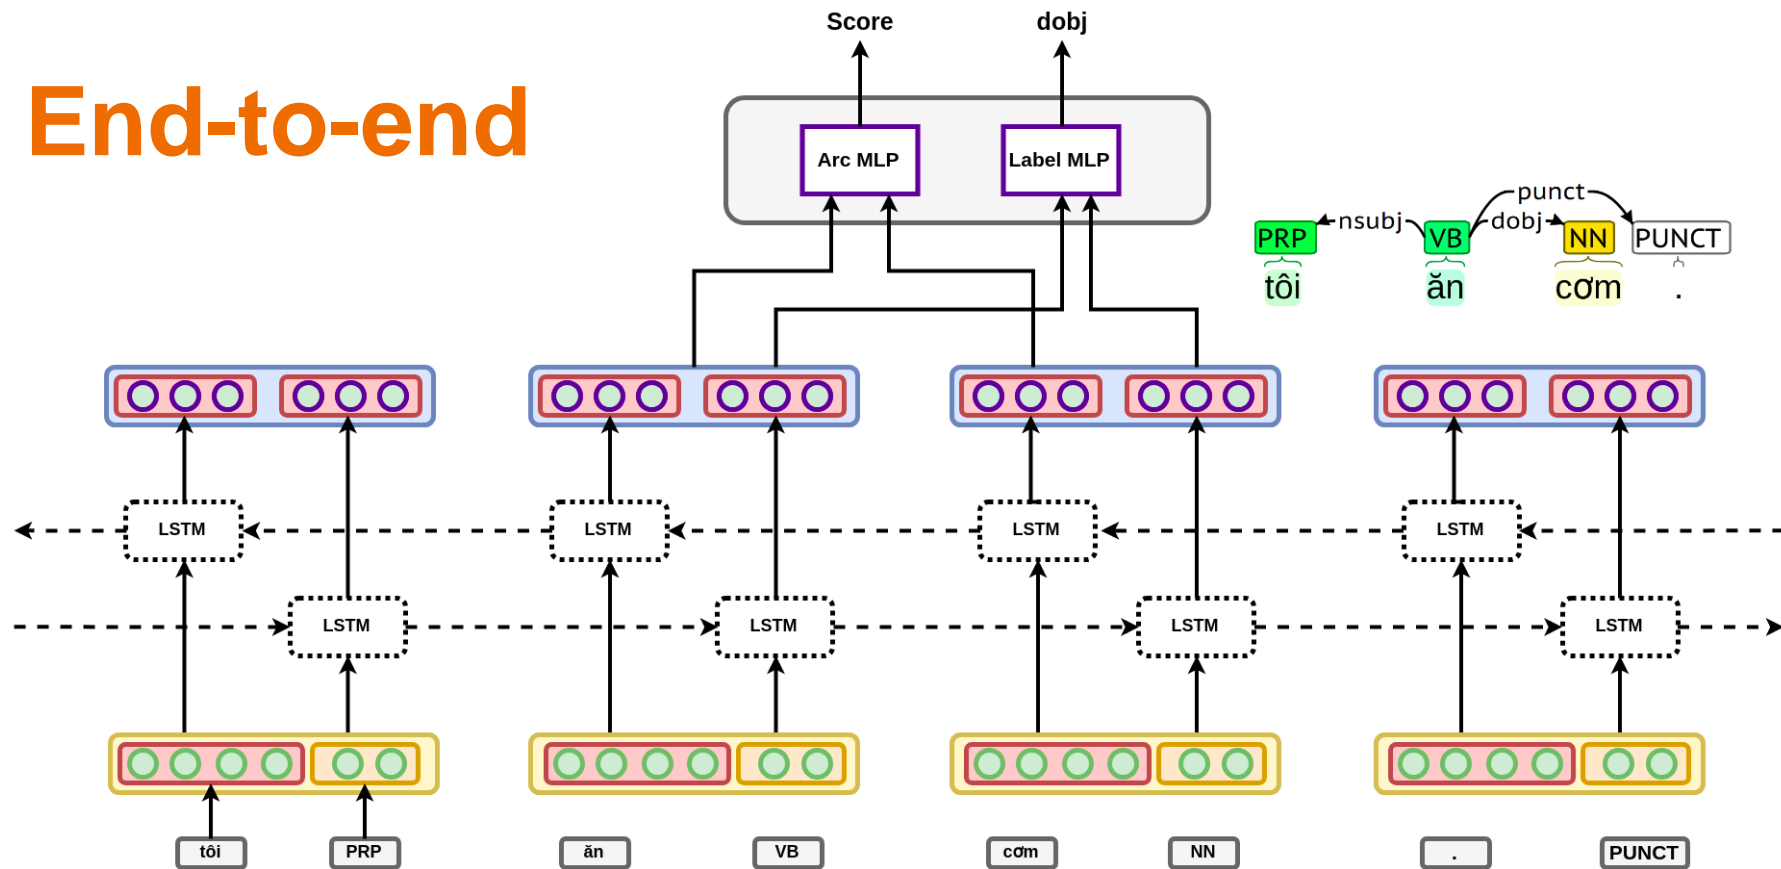 Score dobj
End-to-end
Arc MLP Label MLP
punct
nsubj dobj
PRP VB NN PUNCT
tôi ăn cơm .
LSTM LSTM LSTM LSTM
LSTM LSTM LSTM LSTM
tôi PRP ăn VB cơm NN . PUNCT